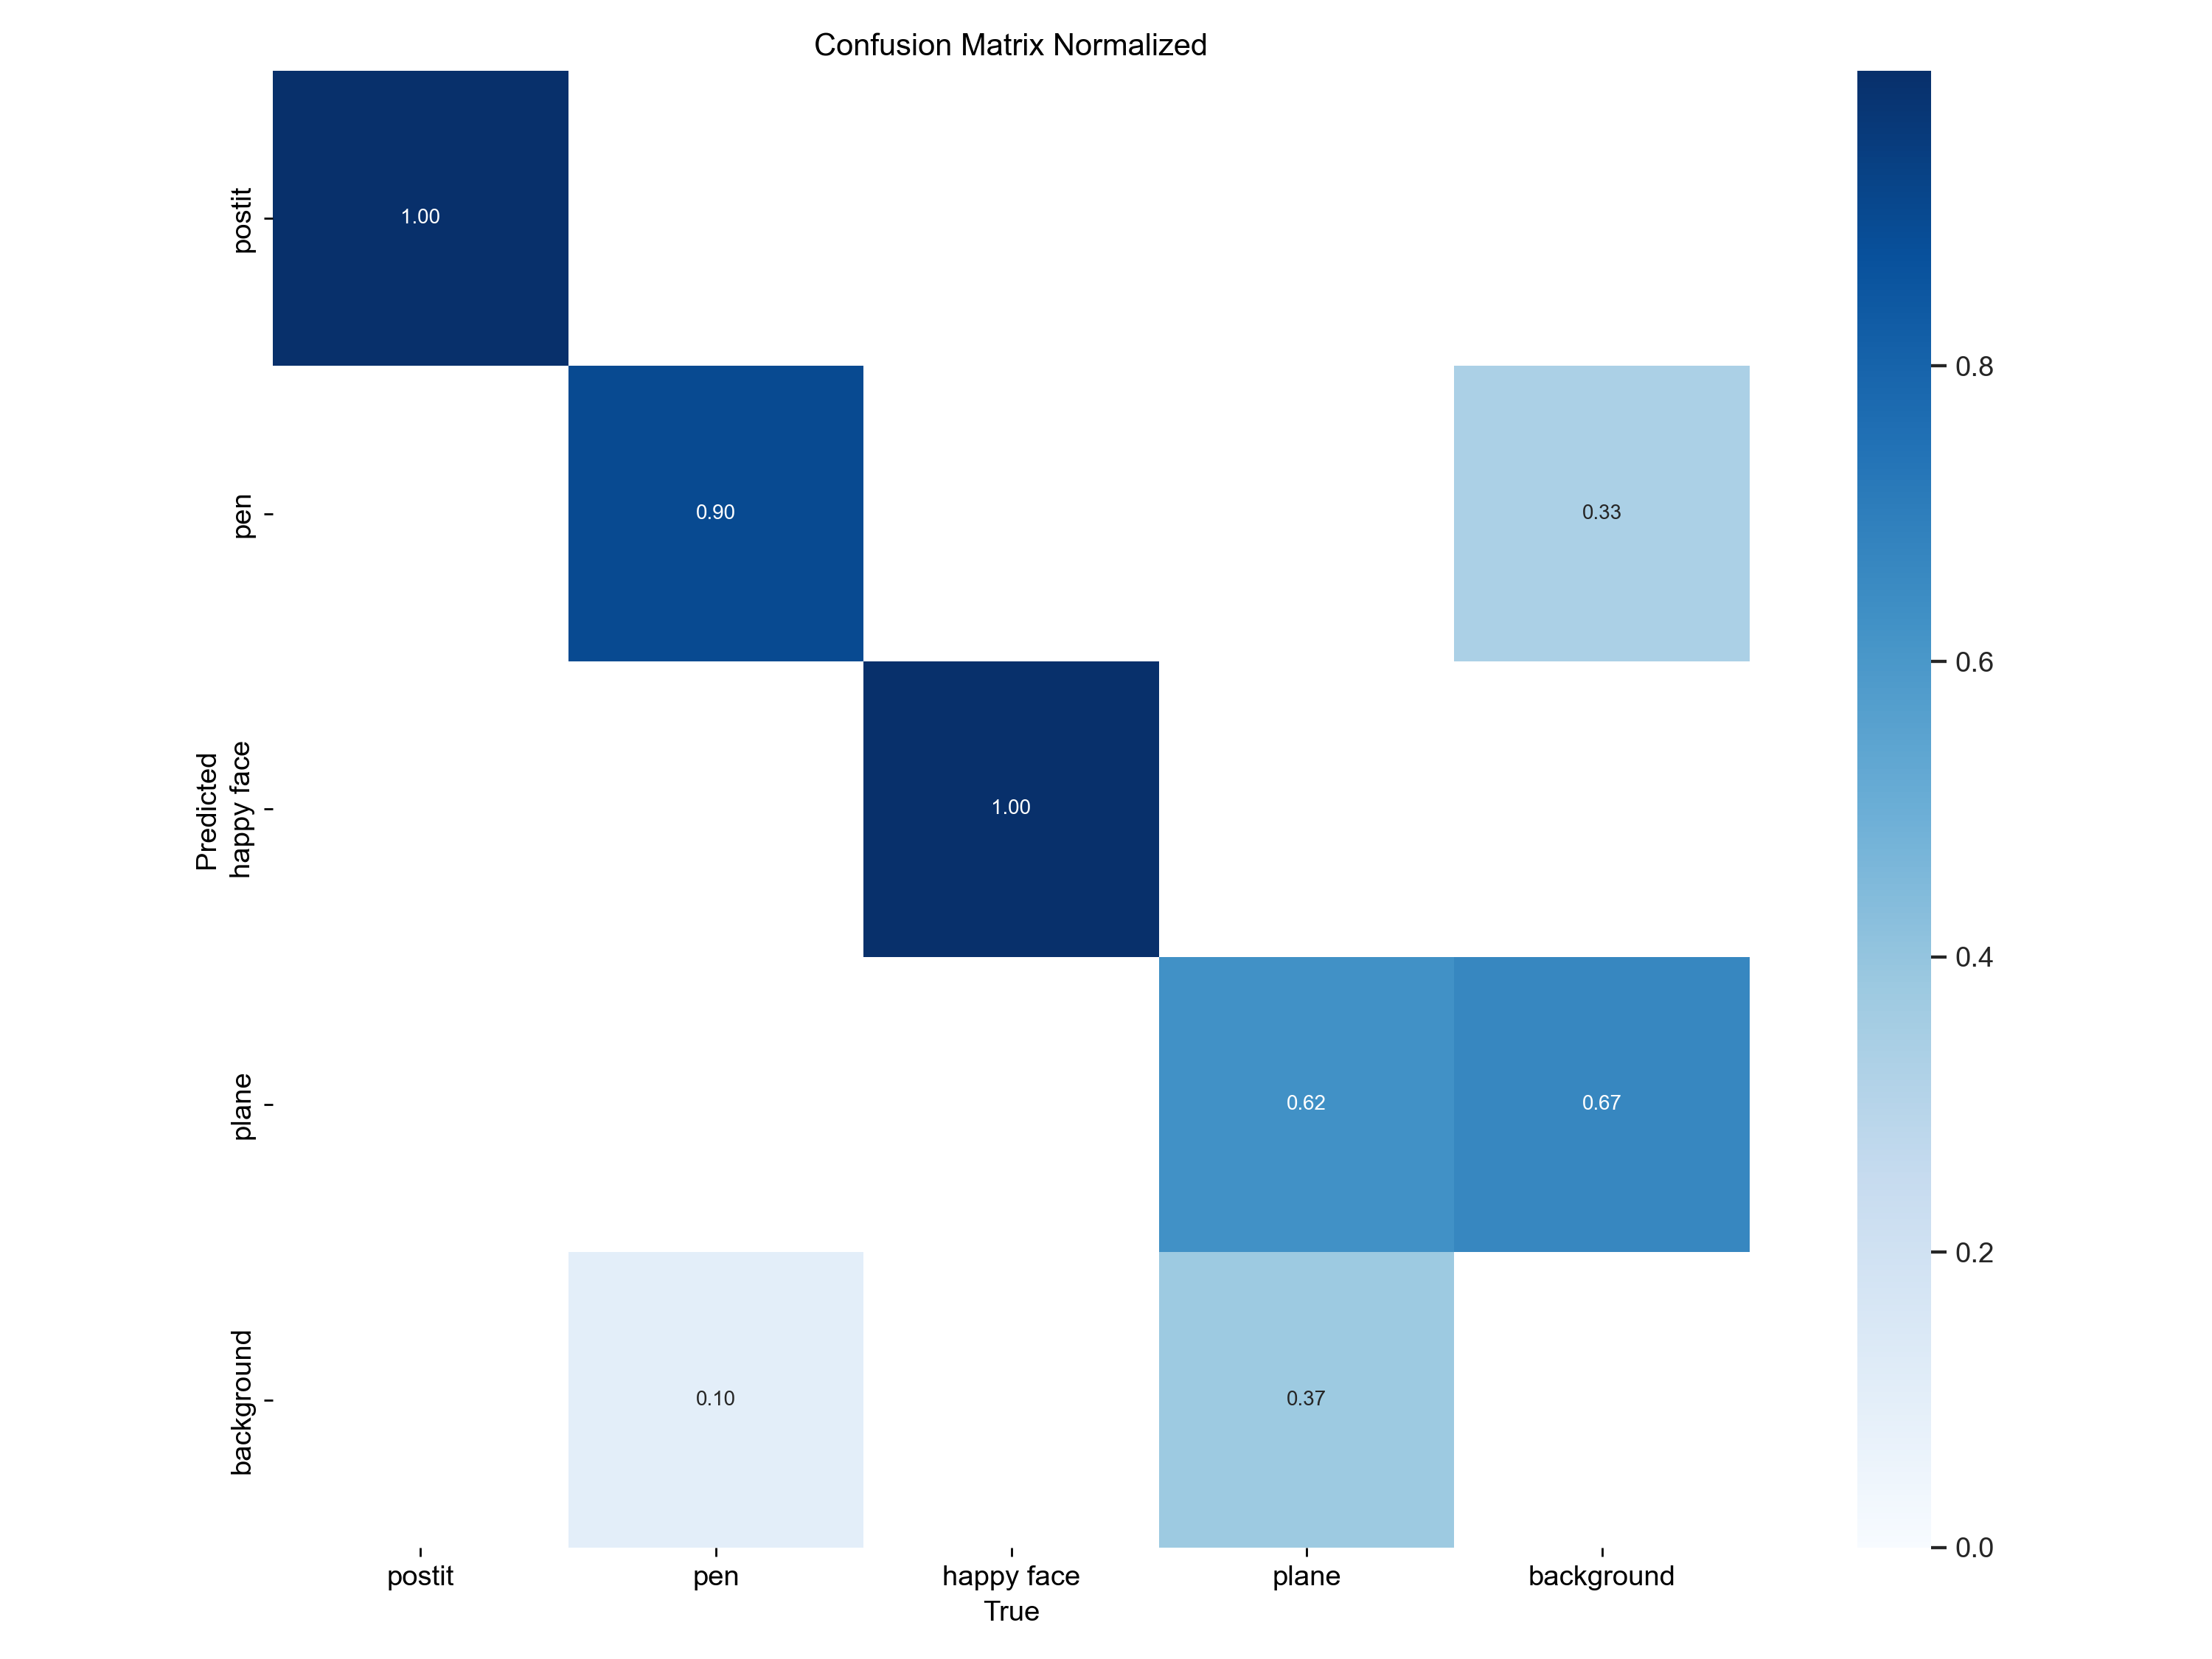 Confusion Matrix Normalized
postit
1.00
pen
0.90
0.33
0.8
0.6
Predicted
happy face
1.00
plane
0.62
0.67
0.4
background
0.10
0.37
0.2
0.0
postit
pen
happy face
plane
background
True